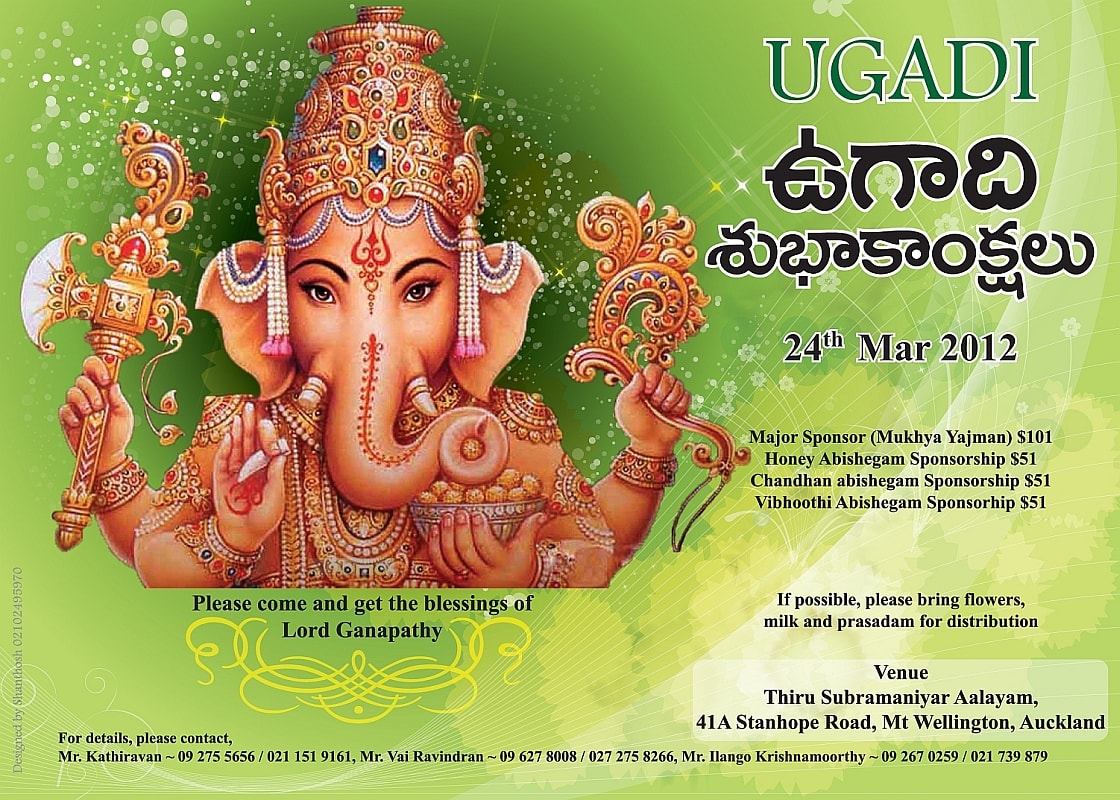 UGADI
ఉగాది
శుభాకాంక్షలు
24th Mar 2012
Major Sponsor (Mukhya Yajman) $101
Honey Abishegam Sponsorship $51
Chandhan abishegam Sponsorship $51
Vibhoothi Abishegam Sponsorhip $51
Please come and get the blessings of
Lord Ganapathy
If possible, please bring flowers,
milk and prasadam for distribution
Venue
Thiru Subramaniyar Aalayam,
41A Stanhope Road, Mt Wellington, Auckland
For details, please contact,
Mr. Kathiravan ~ 09 275 5656 / 021 151 9161, Mr. Vai Ravindran ~ 09 627 8008 / 027 275 8266, Mr. Ilango Krishnamoorthy ~ 09 267 0259 / 021 739 879
Designed by Shanthosh 02102495970